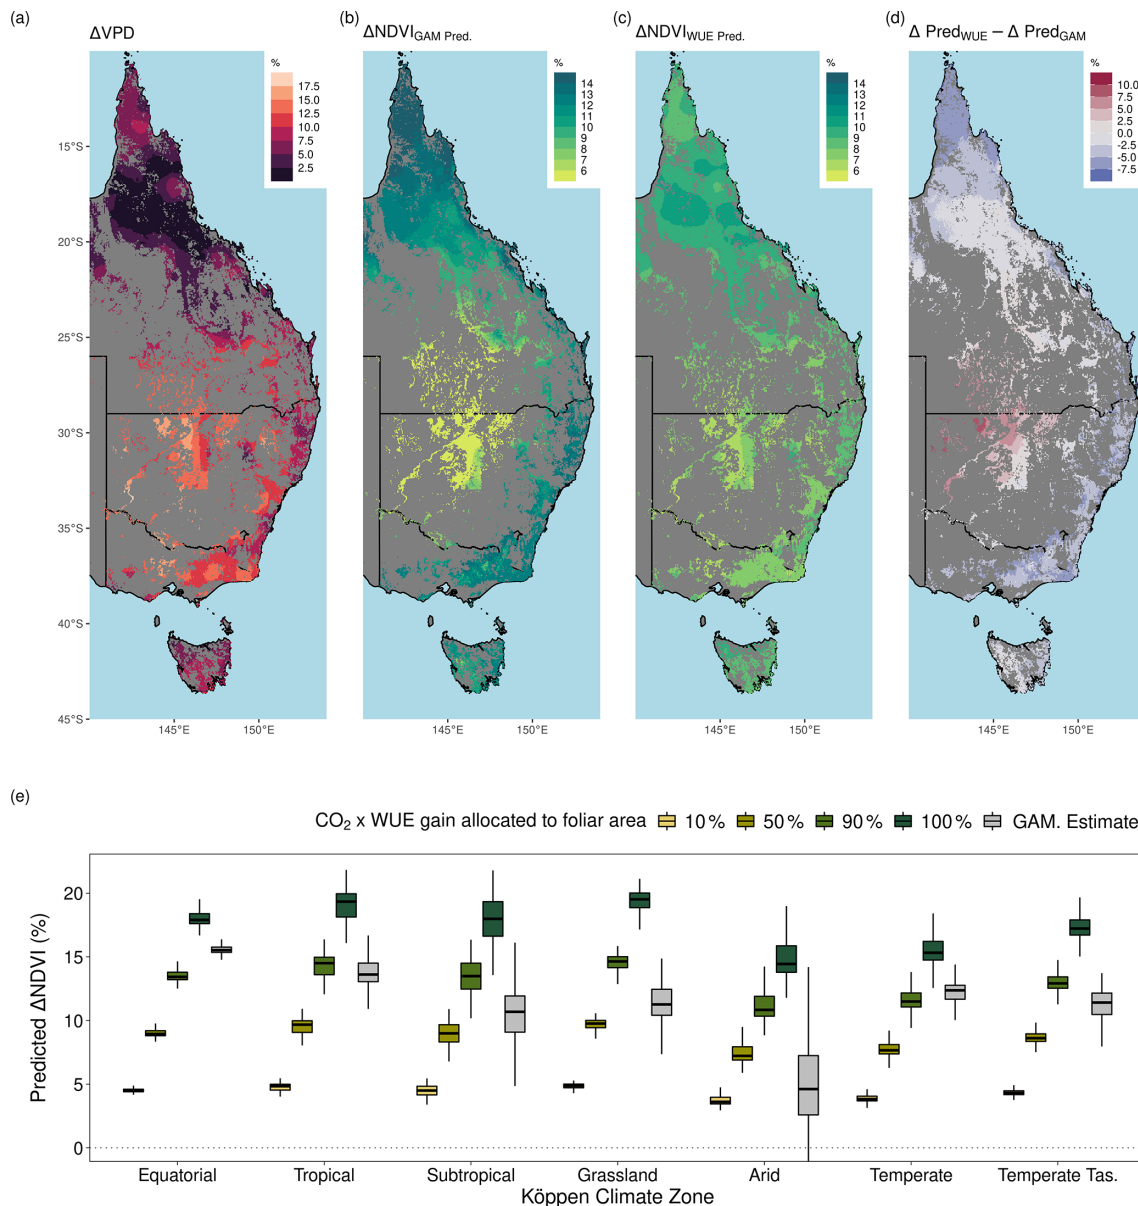 (a)
(b)
(c)
(d)
ΔVPD
ΔNDVI_GAM Pred.
ΔNDVI_WUE Pred.
Δ Pred_WUE − Δ Pred_GAM
%
17.5
15.0
12.5
10.0
7.5
5.0
2.5
%
14
13
12
11
10
9
8
7
6
%
14
13
12
11
10
9
8
7
6
%
10.0
7.5
5.0
2.5
0.0
-2.5
-5.0
-7.5
15°S
20°S
25°S
30°S
35°S
40°S
45°S
145°E 150°E
145°E 150°E
145°E 150°E
145°E 150°E
(e)
CO₂ x WUE gain allocated to foliar area 10 % 50 % 90 % 100 % GAM. Estimate
Predicted ΔNDVI (%)
20
15
10
5
0
Equatorial Tropical Subtropical Grassland Arid Temperate Temperate Tas.
Köppen Climate Zone